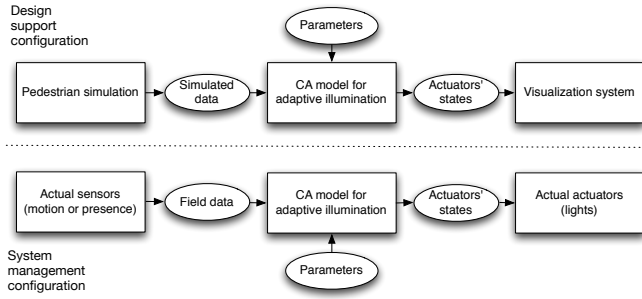 Design
support
configuration
Parameters
Pedestrian simulation
Simulated
data
CA model for
adaptive illumination
Actuators'
states
Visualization system
Actual sensors
(motion or presence)
Field data
CA model for
adaptive illumination
Actuators'
states
Actual actuators
(lights)
System
management
configuration
Parameters